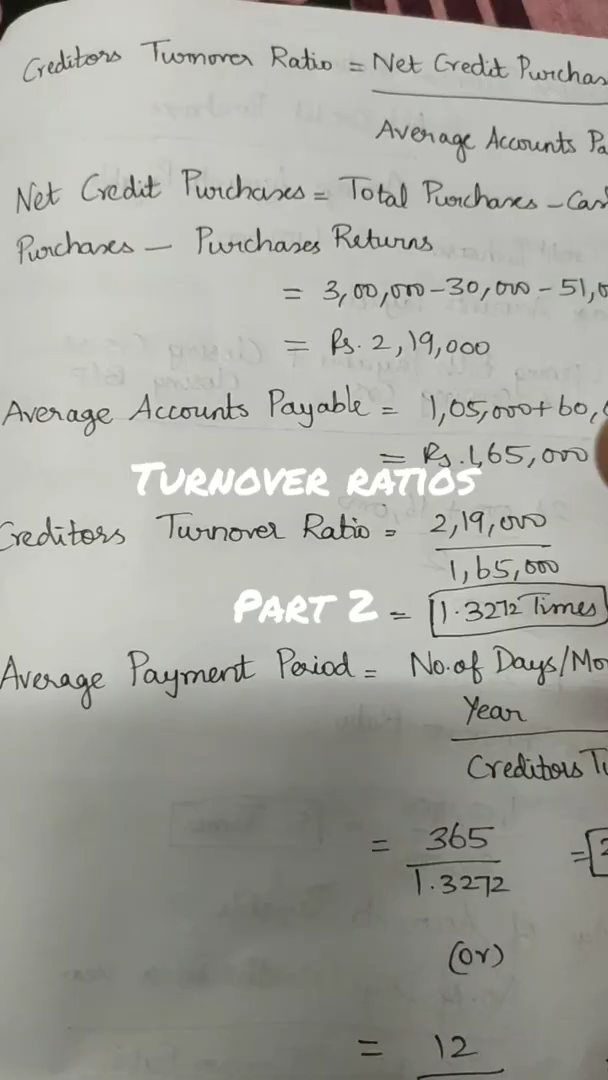 Creditors Turnover Ratio = Net Credit Purchas
Average Accounts Pa
Net Credit Purchases = Total Purchases - Cas
Purchases - Purchases Returns
= 3,00,000 - 30,000 - 51,0
= Rs. 2,19,000
Average Accounts Payable = 1,05,000 + 60,0
= Rs. 1,65,000
TURNOVER RATIOS
Creditors Turnover Ratio = 2,19,000
1,65,000
PART 2
= 1.3272 Times
Average Payment Period = No. of Days/Mo
Year
Creditors Tu
= 365 = 2
1.3272
(or)
= 12